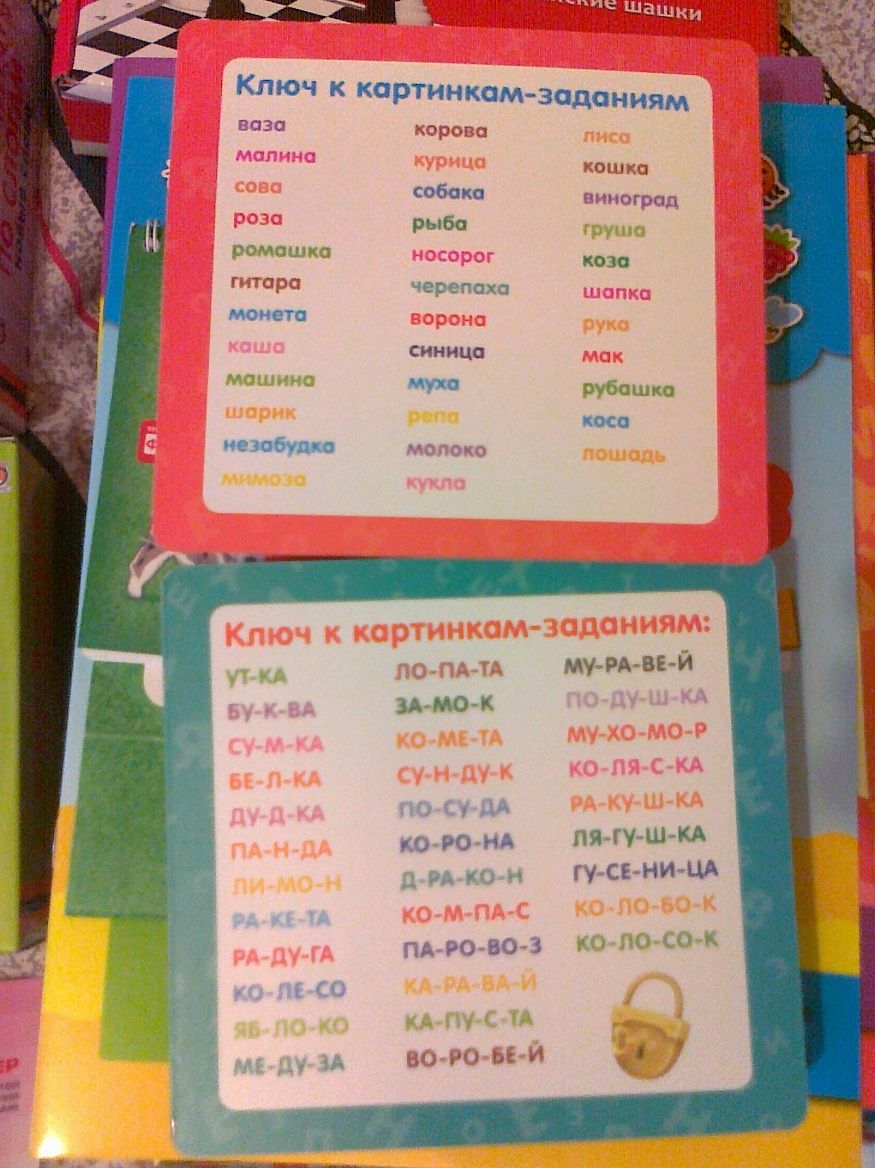 шашки
Ключ к картинкам-заданиям
ваза
малина
сова
роза
ромашка
гитара
монета
каша
машина
шарик
незабудка
мимоза
корова
курица
собака
рыба
носорог
черепаха
ворона
синица
муха
репа
молоко
кукла
лиса
кошка
виноград
груша
коза
шапка
рука
мак
рубашка
коса
лошадь
Ключ к картинкам-заданиям:
УТ-КА
БУ-К-ВА
СУ-М-КА
БЕ-Л-КА
ДУ-Д-КА
ПА-Н-ДА
ЛИ-МО-Н
РА-КЕ-ТА
РА-ДУ-ГА
КО-ЛЕ-СО
ЯБ-ЛО-КО
МЕ-ДУ-ЗА
ЛО-ПА-ТА
ЗА-МО-К
КО-МЕ-ТА
СУ-Н-ДУ-К
ПО-СУ-ДА
КО-РО-НА
Д-РА-КО-Н
КО-М-ПА-С
ПА-РО-ВО-З
КА-РА-ВА-Й
КА-ПУ-С-ТА
ВО-РО-БЕ-Й
МУ-РА-ВЕ-Й
ПО-ДУ-Ш-КА
МУ-ХО-МО-Р
КО-ЛЯ-С-КА
РА-КУ-Ш-КА
ЛЯ-ГУ-Ш-КА
ГУ-СЕ-НИ-ЦА
КО-ЛО-БО-К
КО-ЛО-СО-К